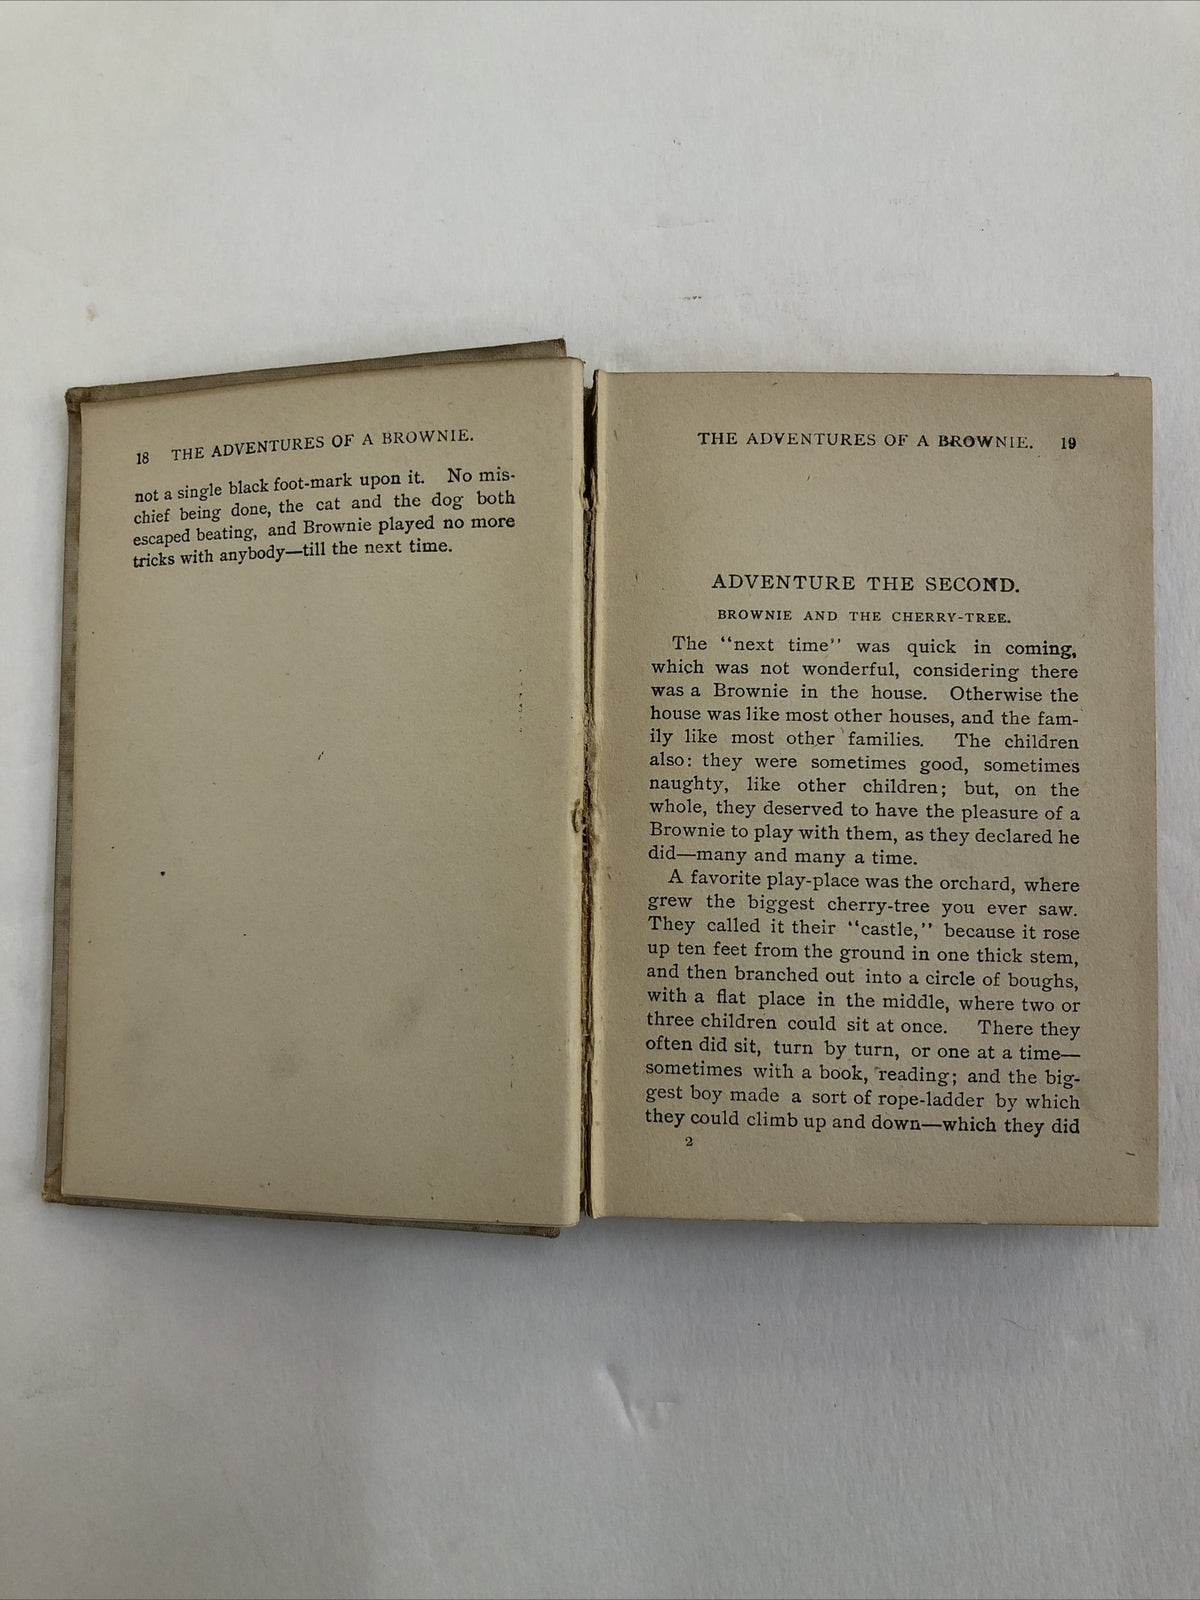 18 THE ADVENTURES OF A BROWNIE.
not a single black foot-mark upon it. No mis-
chief being done, the cat and the dog both
escaped beating, and Brownie played no more
tricks with anybody—till the next time.
THE ADVENTURES OF A BROWNIE. 19
ADVENTURE THE SECOND.
BROWNIE AND THE CHERRY-TREE.
The “next time” was quick in coming,
which was not wonderful, considering there
was a Brownie in the house. Otherwise the
house was like most other houses, and the fam-
ily like most other families. The children
also: they were sometimes good, sometimes
naughty, like other children; but, on the
whole, they deserved to have the pleasure of a
Brownie to play with them, as they declared he
did—many and many a time.
A favorite play-place was the orchard, where
grew the biggest cherry-tree you ever saw.
They called it their “castle,” because it rose
up ten feet from the ground in one thick stem,
and then branched out into a circle of boughs,
with a flat place in the middle, where two or
three children could sit at once. There they
often did sit, turn by turn, or one at a time—
sometimes with a book, reading; and the big-
gest boy made a sort of rope-ladder by which
they could climb up and down—which they did
2